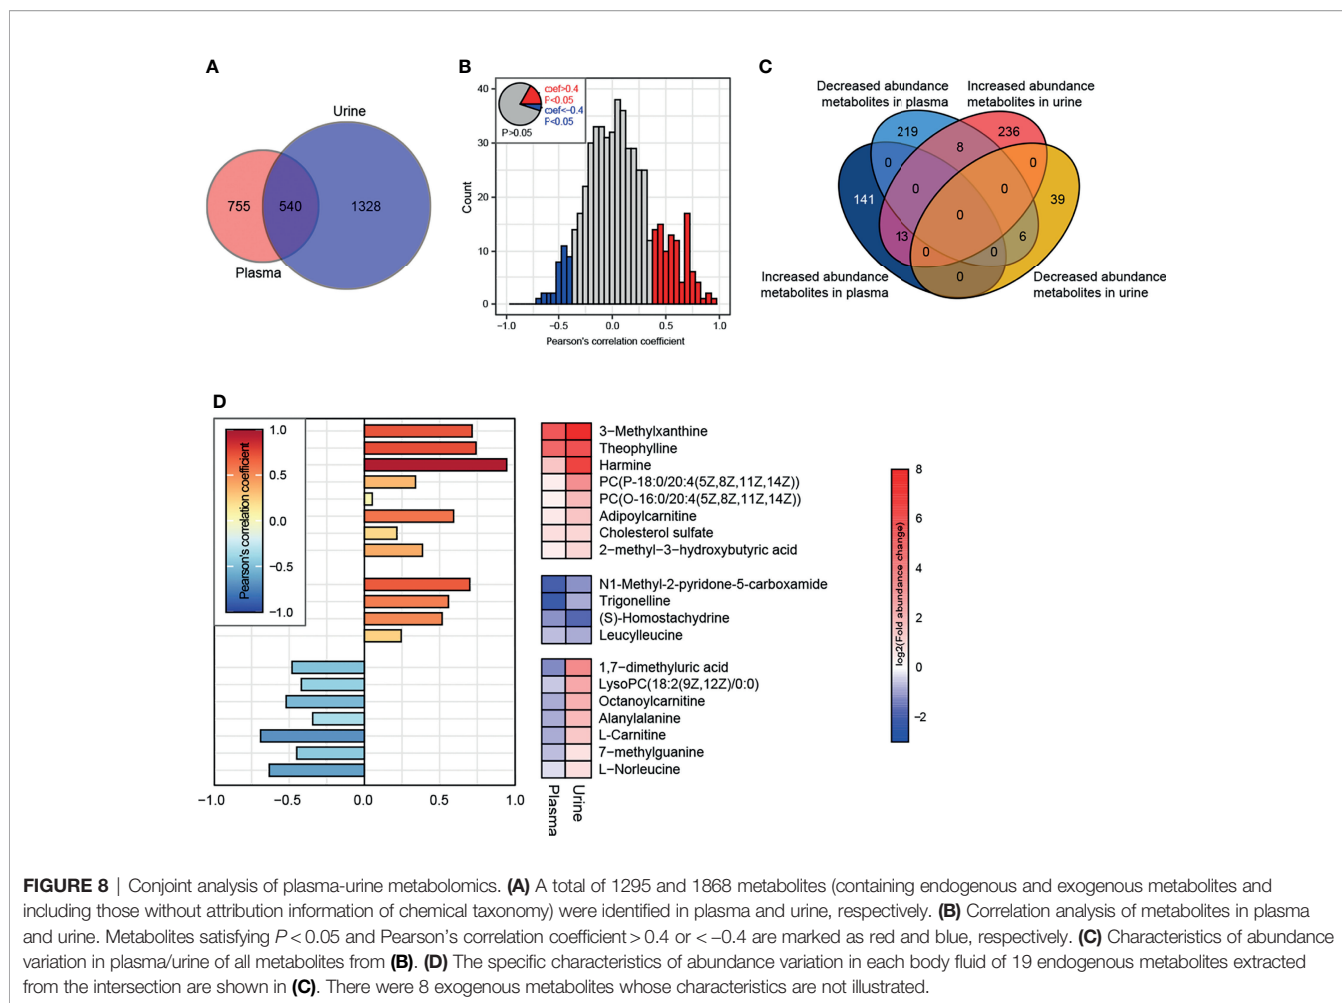 A
Urine
755
540
1328
Plasma
B
coef>0.4
P<0.05
coef<−0.4
P<0.05
P>0.05
Count
40
30
20
10
0
−1.0
−0.5
0.0
0.5
1.0
Pearson's correlation coefficient
C
Decreased abundance
metabolites in plasma
Increased abundance
metabolites in urine
219
236
8
0
0
141
0
0
39
0
13
6
0
0
0
Increased abundance
metabolites in plasma
Decreased abundance
metabolites in urine
D
Pearson's correlation coefficient
1.0
0.5
0.0
−0.5
−1.0
−1.0
−0.5
0.0
0.5
1.0
3−Methylxanthine
Theophylline
Harmine
PC(P-18:0/20:4(5Z,8Z,11Z,14Z))
PC(O-16:0/20:4(5Z,8Z,11Z,14Z))
Adipoylcarnitine
Cholesterol sulfate
2-methyl−3−hydroxybutyric acid
N1-Methyl-2-pyridone-5-carboxamide
Trigonelline
(S)-Homostachydrine
Leucylleucine
1,7-dimethyluric acid
LysoPC(18:2(9Z,12Z)/0:0)
Octanoylcarnitine
Alanylalanine
L-Carnitine
7−methylguanine
L−Norleucine
Plasma
Urine
log2(Fold abundance change)
8
6
4
2
0
−2
FIGURE 8 | Conjoint analysis of plasma-urine metabolomics. (A) A total of 1295 and 1868 metabolites (containing endogenous and exogenous metabolites and
including those without attribution information of chemical taxonomy) were identified in plasma and urine, respectively. (B) Correlation analysis of metabolites in plasma
and urine. Metabolites satisfying P < 0.05 and Pearson's correlation coefficient > 0.4 or < −0.4 are marked as red and blue, respectively. (C) Characteristics of abundance
variation in plasma/urine of all metabolites from (B). (D) The specific characteristics of abundance variation in each body fluid of 19 endogenous metabolites extracted
from the intersection are shown in (C). There were 8 exogenous metabolites whose characteristics are not illustrated.